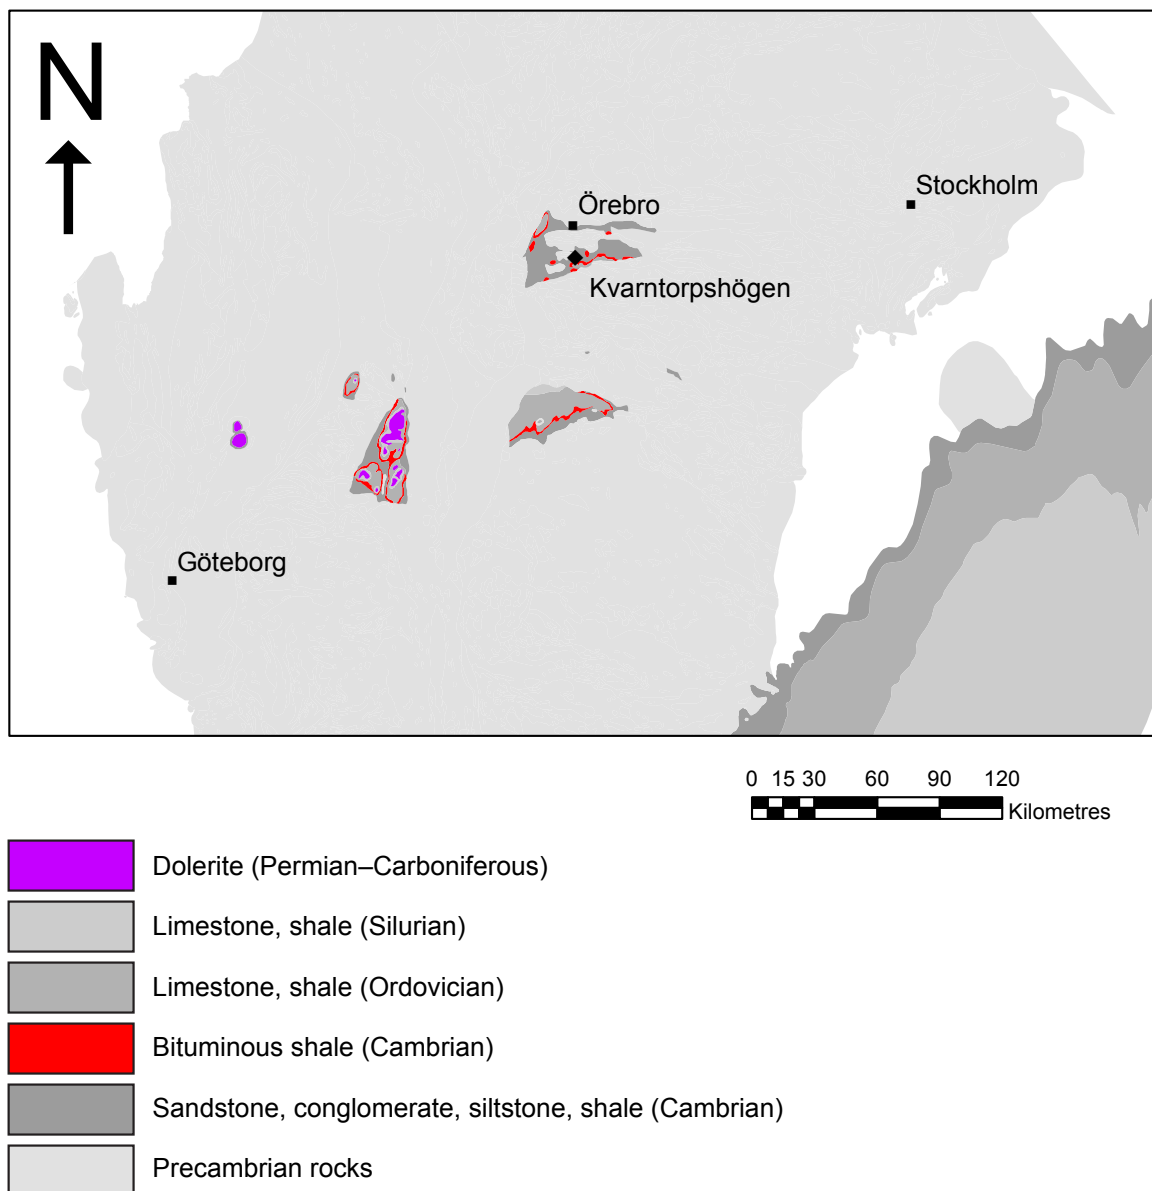 N
Stockholm
Örebro
Kvarntorpshögen
Göteborg
0 15 30 60 90 120
Kilometres
Dolerite (Permian–Carboniferous)
Limestone, shale (Silurian)
Limestone, shale (Ordovician)
Bituminous shale (Cambrian)
Sandstone, conglomerate, siltstone, shale (Cambrian)
Precambrian rocks